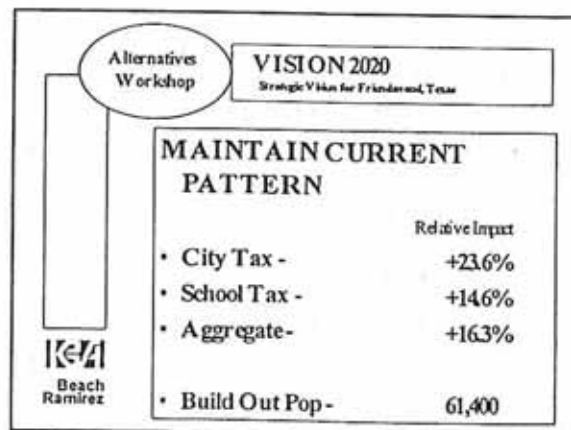 Alternatives
Workshop
VISION 2020
Strategic Vision for Friendswood, Texas
MAINTAIN CURRENT
PATTERN
Relative Impact
• City Tax - +23.6%
• School Tax - +14.6%
• Aggregate- +16.3%
• Build Out Pop - 61,400
Beach
Ramirez